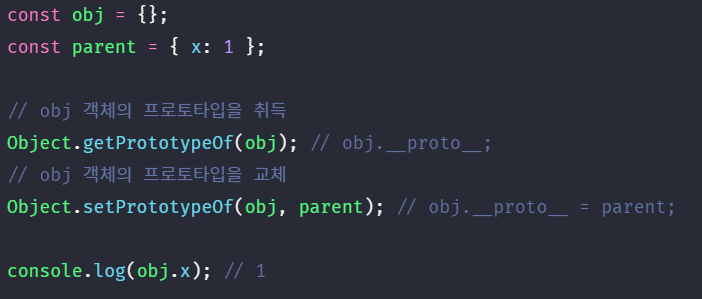 const obj = {};
const parent = { x: 1 };
// obj 객체의 프로토타입을 취득
Object.getPrototypeOf(obj); // obj.__proto__;
// obj 객체의 프로토타입을 교체
Object.setPrototypeOf(obj, parent); // obj.__proto__ = parent;
console.log(obj.x); // 1